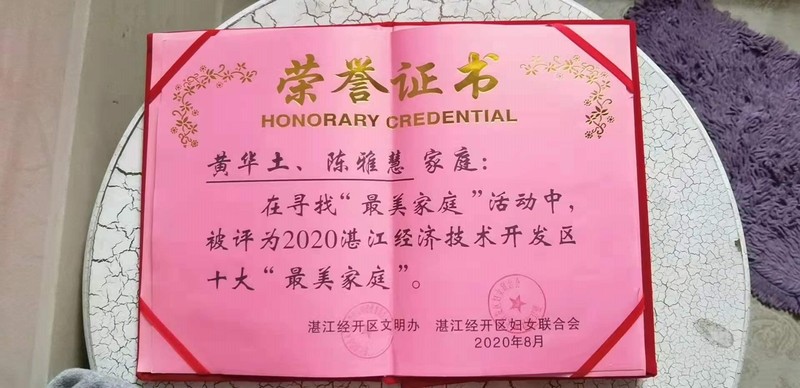 荣誉证书
HONORARY CREDENTIAL
黄华土、陈雅慧家庭：
在寻找“最美家庭”活动中，
被评为2020湛江经济技术开发区
十大“最美家庭”。
湛江经开区文明办 湛江经开区妇女联合会
2020年8月